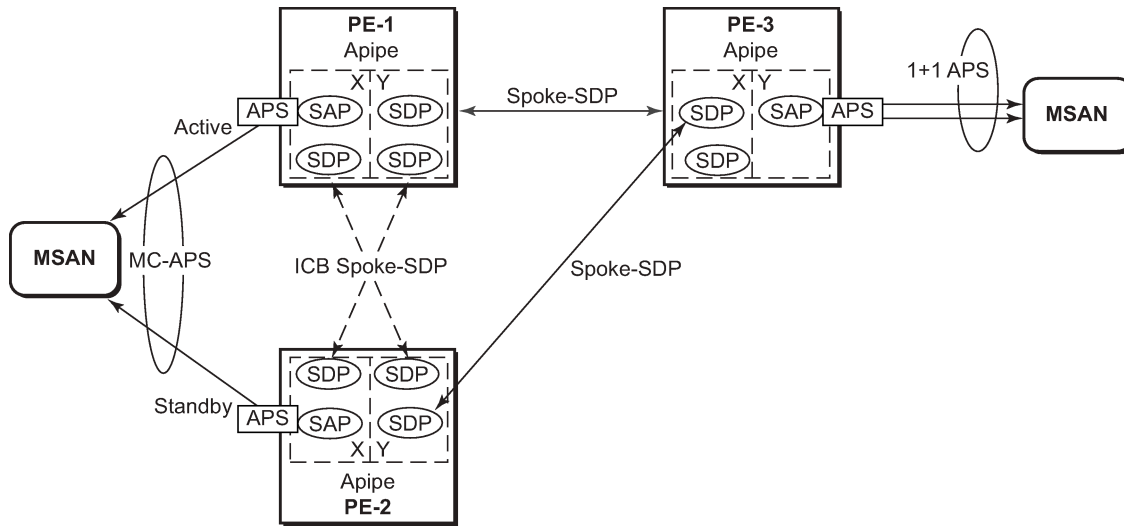 PE-1
Apipe
X Y
APS SAP SDP
SDP SDP
Active
Spoke-SDP
PE-3
Apipe
X Y
SDP SAP APS
SDP
1+1 APS
MSAN
MSAN
MC-APS
ICB Spoke-SDP
Spoke-SDP
Standby
SDP SDP
APS SAP SDP
X Y
Apipe
PE-2